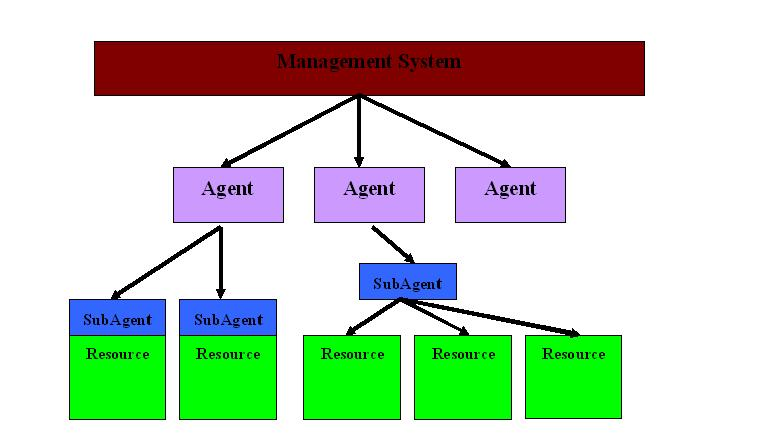 Management System
Agent
Agent
Agent
SubAgent
SubAgent
SubAgent
Resource
Resource
Resource
Resource
Resource